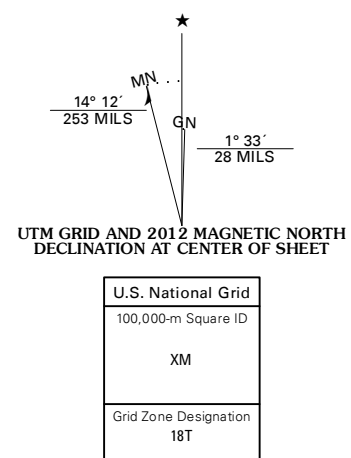 MN
14° 12´
253 MILS
GN
1° 33´
28 MILS
UTM GRID AND 2012 MAGNETIC NORTH
DECLINATION AT CENTER OF SHEET
U.S. National Grid
100,000-m Square ID
XM
Grid Zone Designation
18T